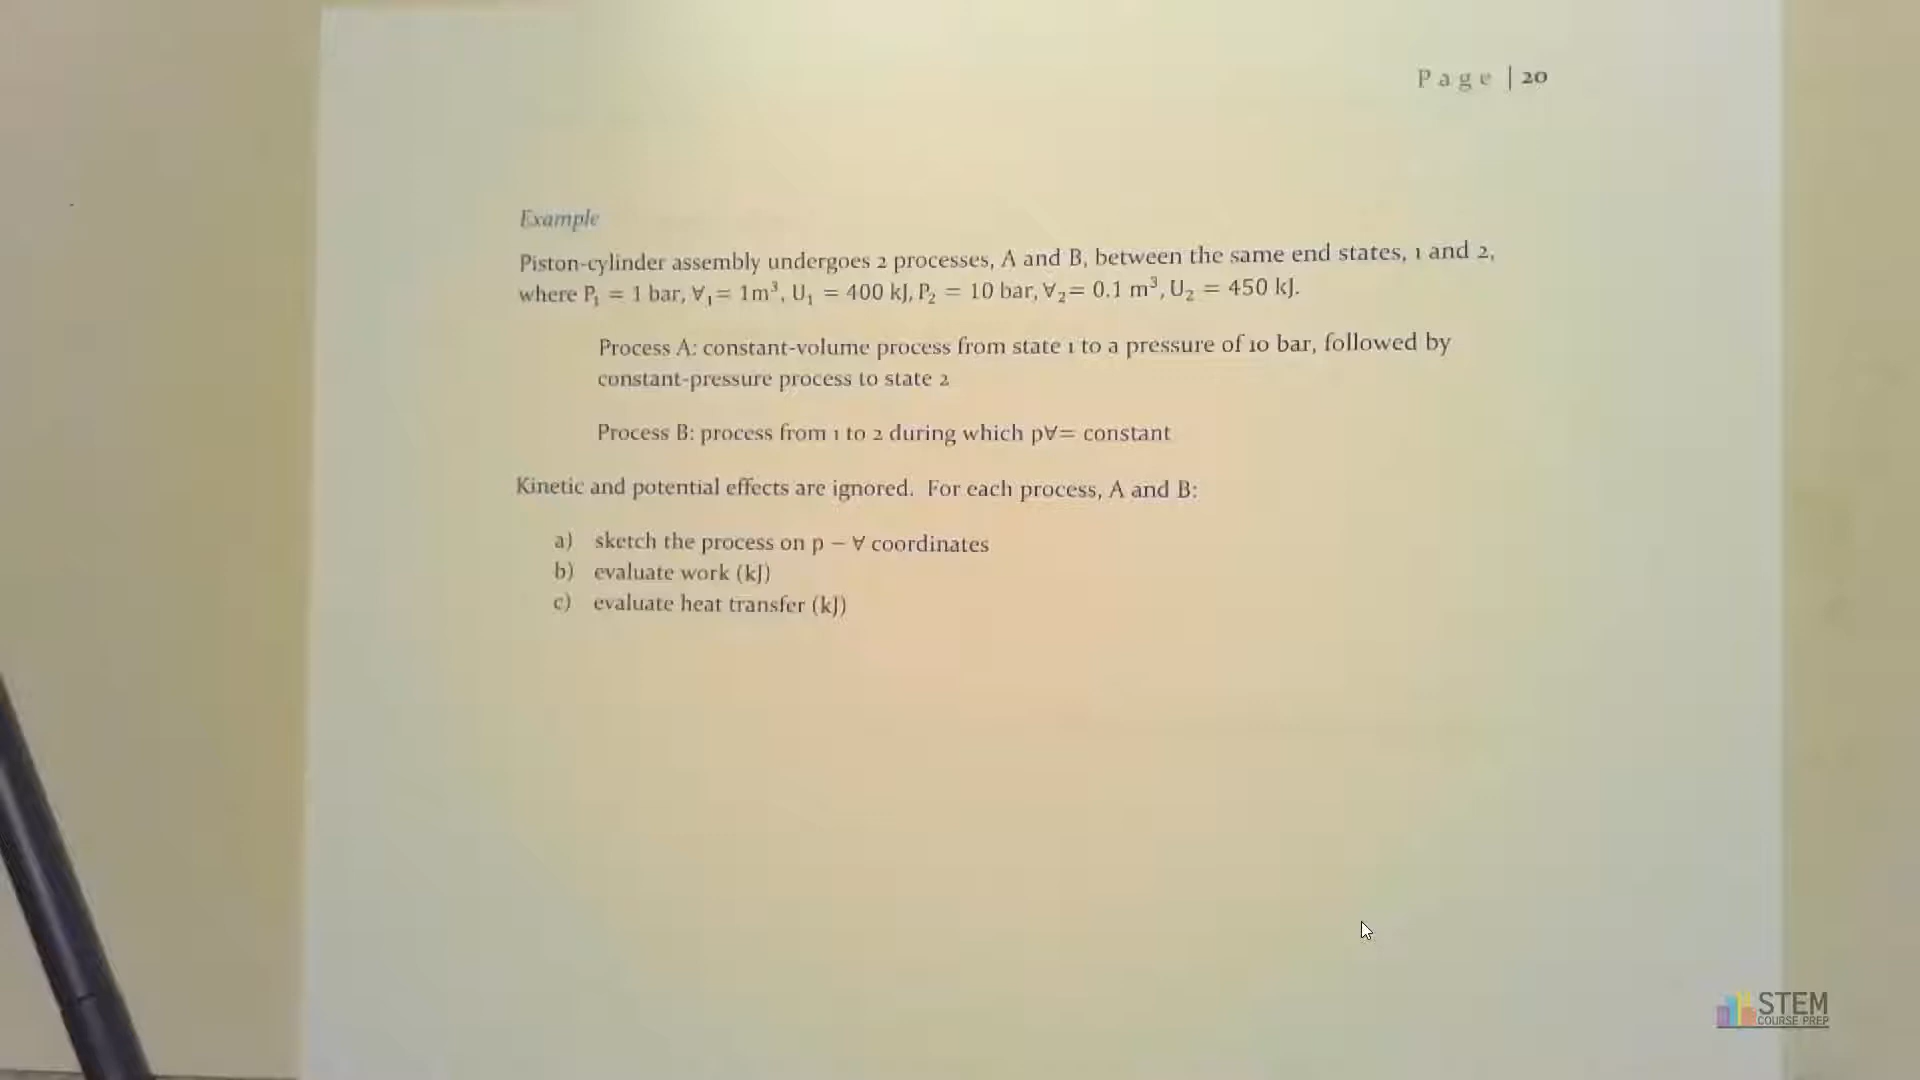 Page | 20
Example
Piston-cylinder assembly undergoes 2 processes, A and B, between the same end states, 1 and 2,
where P₁ = 1 bar, ∀₁= 1m³, U₁ = 400 kJ, P₂ = 10 bar, ∀₂= 0.1 m³, U₂ = 450 kJ.
Process A: constant-volume process from state 1 to a pressure of 10 bar, followed by
constant-pressure process to state 2
Process B: process from 1 to 2 during which p∀= constant
Kinetic and potential effects are ignored. For each process, A and B:
a) sketch the process on p − ∀ coordinates
b) evaluate work (kJ)
c) evaluate heat transfer (kJ)
STEM
COURSE PREP